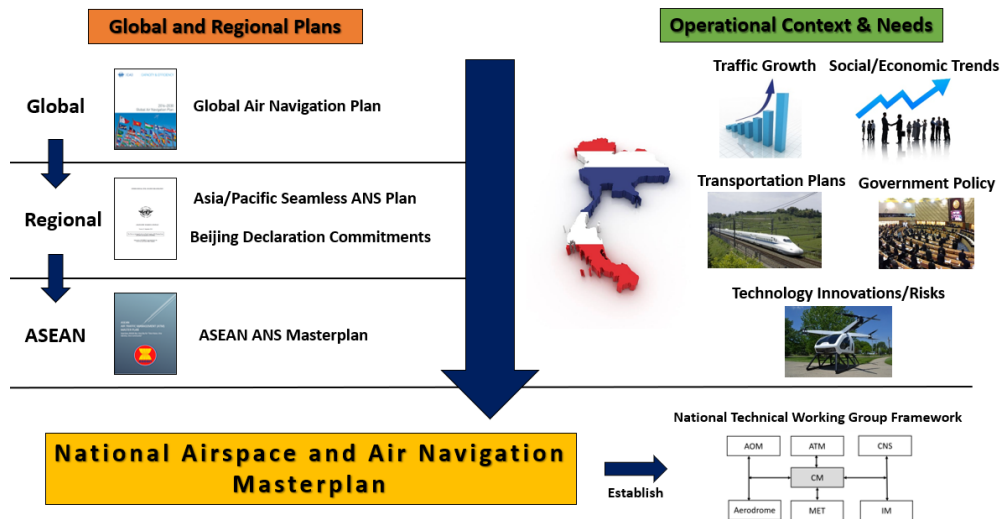 Global and Regional Plans
Operational Context & Needs
Global
Global Air Navigation Plan
Regional
Asia/Pacific Seamless ANS Plan
Beijing Declaration Commitments
ASEAN
ASEAN ANS Masterplan
Traffic Growth
Social/Economic Trends
Transportation Plans
Government Policy
Technology Innovations/Risks
National Airspace and Air Navigation
Masterplan
Establish
National Technical Working Group Framework
AOM
ATM
CNS
CM
Aerodrome
MET
IM